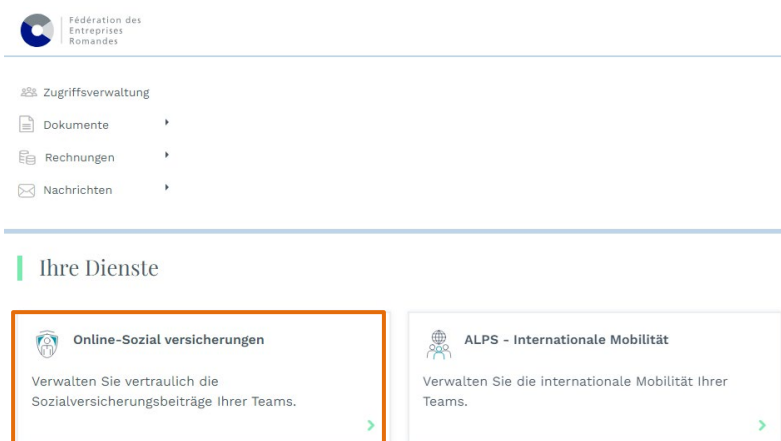 Fédération des
Entreprises
Romandes
Zugriffsverwaltung
Dokumente
Rechnungen
Nachrichten
Ihre Dienste
Online-Sozial versicherungen
Verwalten Sie vertraulich die
Sozialversicherungsbeiträge Ihrer Teams.
ALPS - Internationale Mobilität
Verwalten Sie die internationale Mobilität Ihrer
Teams.